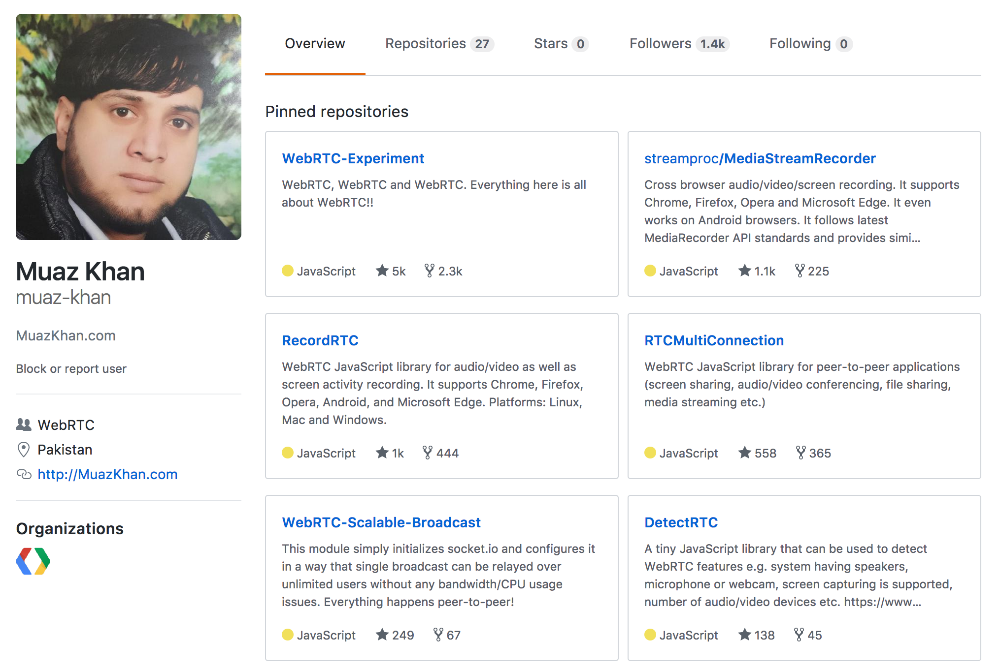 Overview
Repositories 27
Stars 0
Followers 1.4k
Following 0
Muaz Khan
muaz-khan
MuazKhan.com
Block or report user
WebRTC
Pakistan
http://MuazKhan.com
Organizations
Pinned repositories
WebRTC-Experiment
WebRTC, WebRTC and WebRTC. Everything here is all
about WebRTC!!
JavaScript 5k 2.3k
streamproc/MediaStreamRecorder
Cross browser audio/video/screen recording. It supports
Chrome, Firefox, Opera and Microsoft Edge. It even
works on Android browsers. It follows latest
MediaRecorder API standards and provides simi...
JavaScript 1.1k 225
RecordRTC
WebRTC JavaScript library for audio/video as well as
screen activity recording. It supports Chrome, Firefox,
Opera, Android, and Microsoft Edge. Platforms: Linux,
Mac and Windows.
JavaScript 1k 444
RTCMultiConnection
WebRTC JavaScript library for peer-to-peer applications
(screen sharing, audio/video conferencing, file sharing,
media streaming etc.)
JavaScript 558 365
WebRTC-Scalable-Broadcast
This module simply initializes socket.io and configures it
in a way that single broadcast can be relayed over
unlimited users without any bandwidth/CPU usage
issues. Everything happens peer-to-peer!
JavaScript 249 67
DetectRTC
A tiny JavaScript library that can be used to detect
WebRTC features e.g. system having speakers,
microphone or webcam, screen capturing is supported,
number of audio/video devices etc. https://www...
JavaScript 138 45